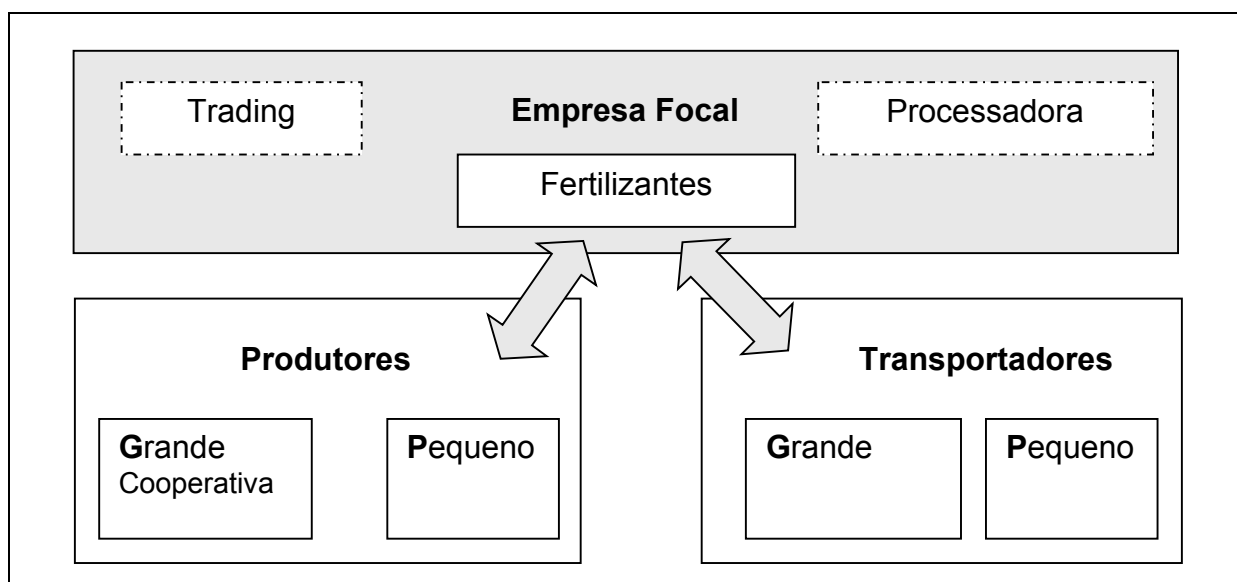 Trading
Empresa Focal
Processadora
Fertilizantes
Produtores
Grande
Cooperativa
Pequeno
Transportadores
Grande
Pequeno